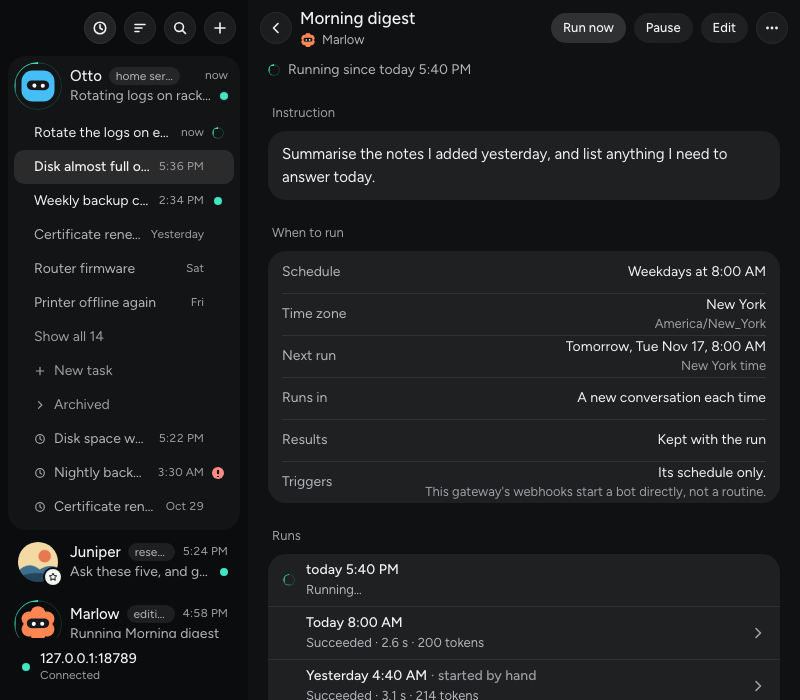 Otto home ser... now
Rotating logs on rack...
Rotate the logs on e... now
Disk almost full o... 5:36 PM
Weekly backup c... 2:34 PM
Certificate rene... Yesterday
Router firmware Sat
Printer offline again Fri
Show all 14
New task
Archived
Disk space w... 5:22 PM
Nightly back... 3:30 AM
Certificate ren... Oct 29
Juniper rese... 5:24 PM
Ask these five, and g...
Marlow editi... 4:58 PM
Running Morning digest
127.0.0.1:18789
Connected
Morning digest
Marlow
Run now Pause Edit
Running since today 5:40 PM
Instruction
Summarise the notes I added yesterday, and list anything I need to
answer today.
When to run
Schedule Weekdays at 8:00 AM
Time zone New York
America/New_York
Next run Tomorrow, Tue Nov 17, 8:00 AM
New York time
Runs in A new conversation each time
Results Kept with the run
Triggers Its schedule only.
This gateway's webhooks start a bot directly, not a routine.
Runs
today 5:40 PM
Running...
Today 8:00 AM
Succeeded · 2.6 s · 200 tokens
Yesterday 4:40 AM · started by hand
Succeeded · 3.1 s · 214 tokens